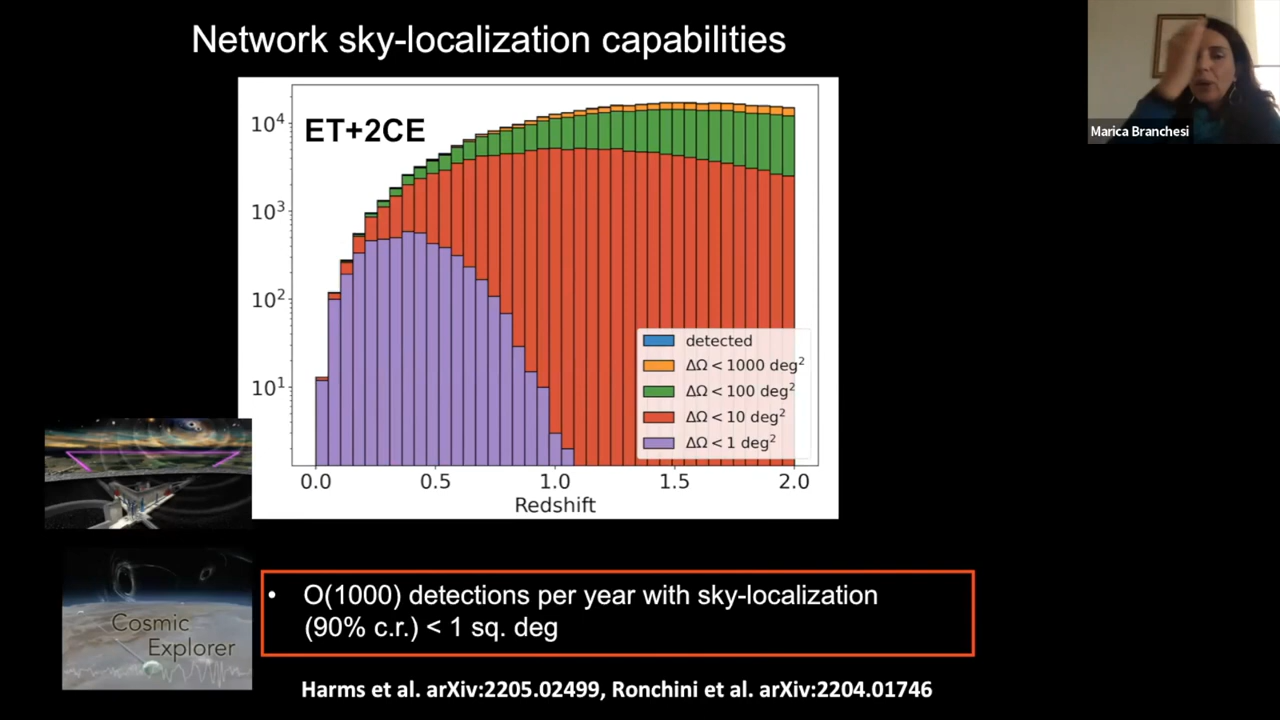 Network sky-localization capabilities
Marica Branchesi
ET+2CE
10⁴
10³
10²
10¹
detected
ΔΩ < 1000 deg²
ΔΩ < 100 deg²
ΔΩ < 10 deg²
ΔΩ < 1 deg²
0.0 0.5 1.0 1.5 2.0
Redshift
Cosmic
Explorer
• O(1000) detections per year with sky-localization
(90% c.r.) < 1 sq. deg
Harms et al. arXiv:2205.02499, Ronchini et al. arXiv:2204.01746